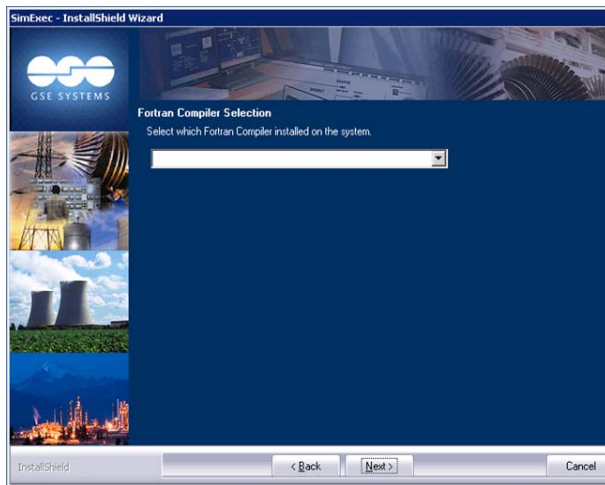 SimExec - InstallShield Wizard
GSE SYSTEMS
Fortran Compiler Selection
Select which Fortran Compiler installed on the system.
InstallShield
< Back
Next >
Cancel